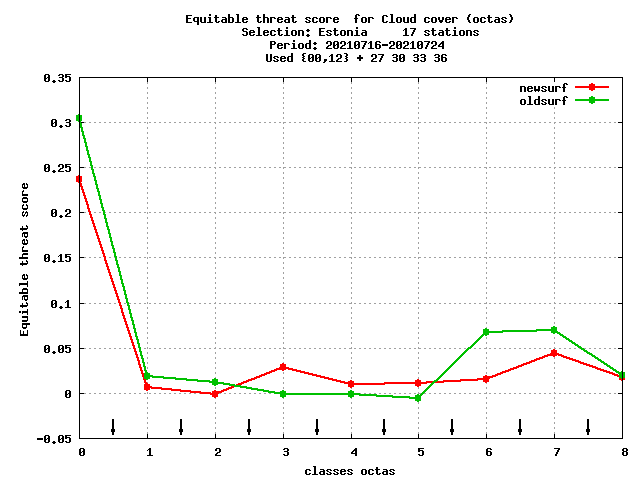 Equitable threat score  for Cloud cover (octas)
Selection: Estonia     17 stations
Period: 20210716-20210724
Used {00,12} + 27 30 33 36
newsurf
oldsurf
0.35
0.3
0.25
0.2
0.15
0.1
0.05
0
-0.05
Equitable threat score
0 1 2 3 4 5 6 7 8
classes octas